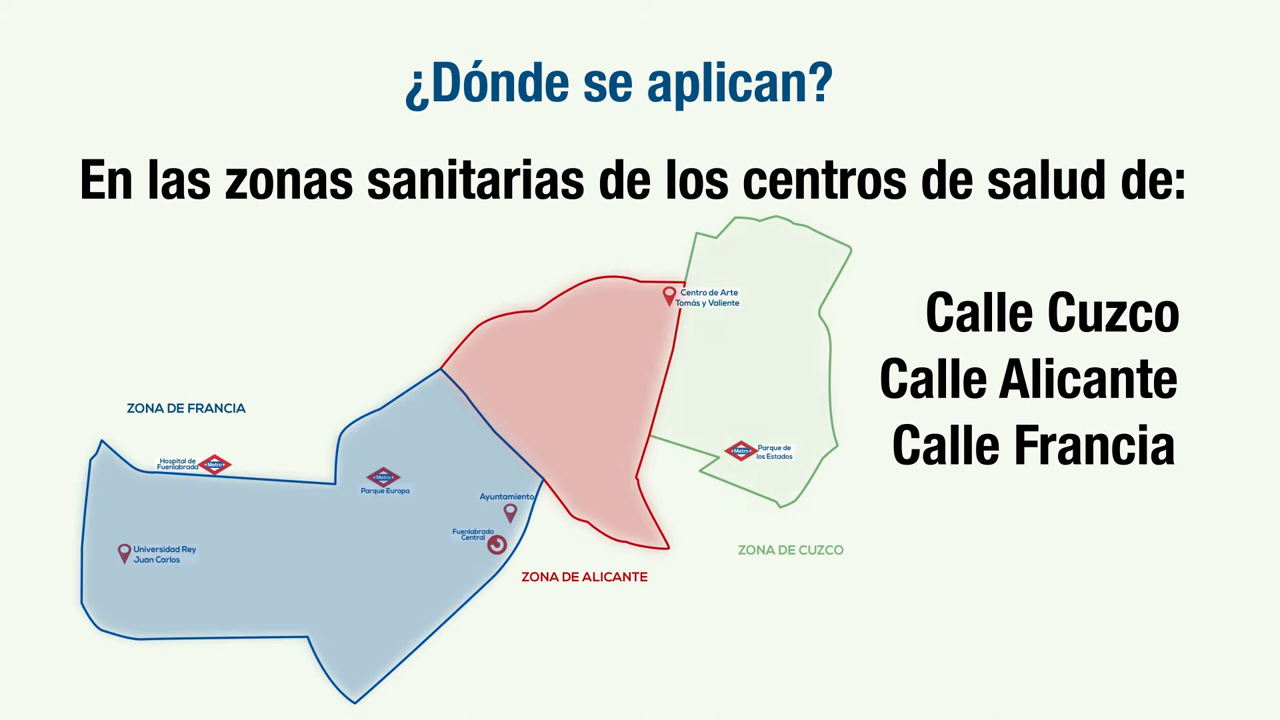 ¿Dónde se aplican?
En las zonas sanitarias de los centros de salud de:
Centro de Arte
Tomás y Valiente
Calle Cuzco
Calle Alicante
Calle Francia
ZONA DE FRANCIA
Hospital de
Fuenlabrada
Metro
Metro
Parque Europa
Metro
Parque de
los Estados
Ayuntamiento
Fuenlabrada
Central
Universidad Rey
Juan Carlos
ZONA DE ALICANTE
ZONA DE CUZCO